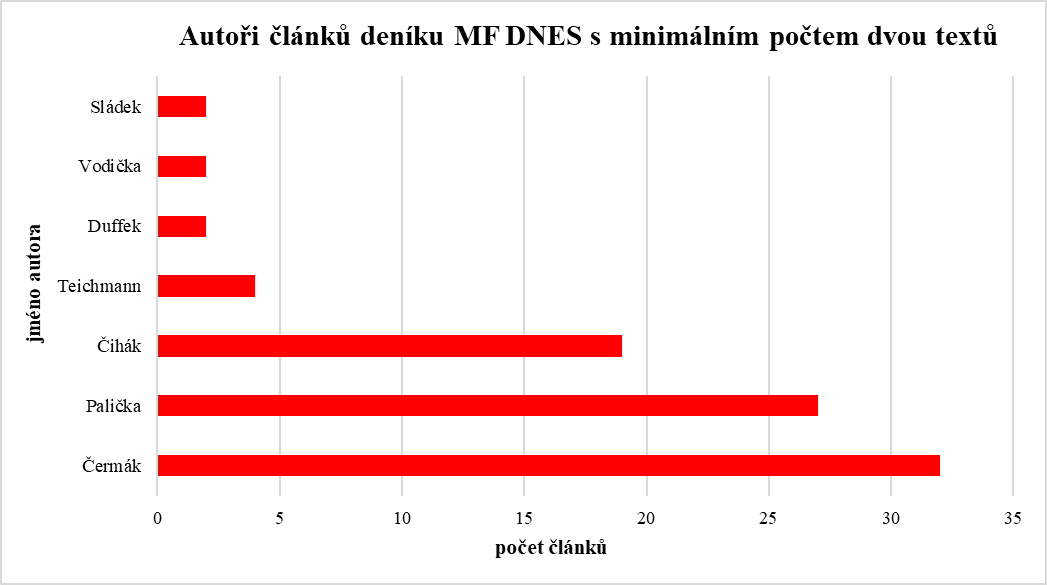 Autoři článků deníku MF DNES s minimálním počtem dvou textů
jméno autora
Sládek
Vodička
Duffek
Teichmann
Čihák
Palička
Čermák
0 5 10 15 20 25 30 35
počet článků